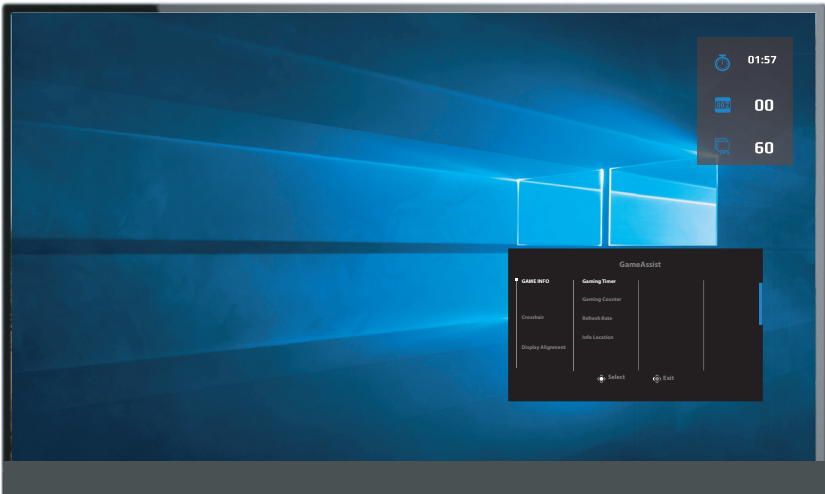 01:57
00
60
GameAssist
GAME INFO
Gaming Timer
Gaming Counter
Crosshair
Refresh Rate
Info Location
Display Alignment
Select
Exit